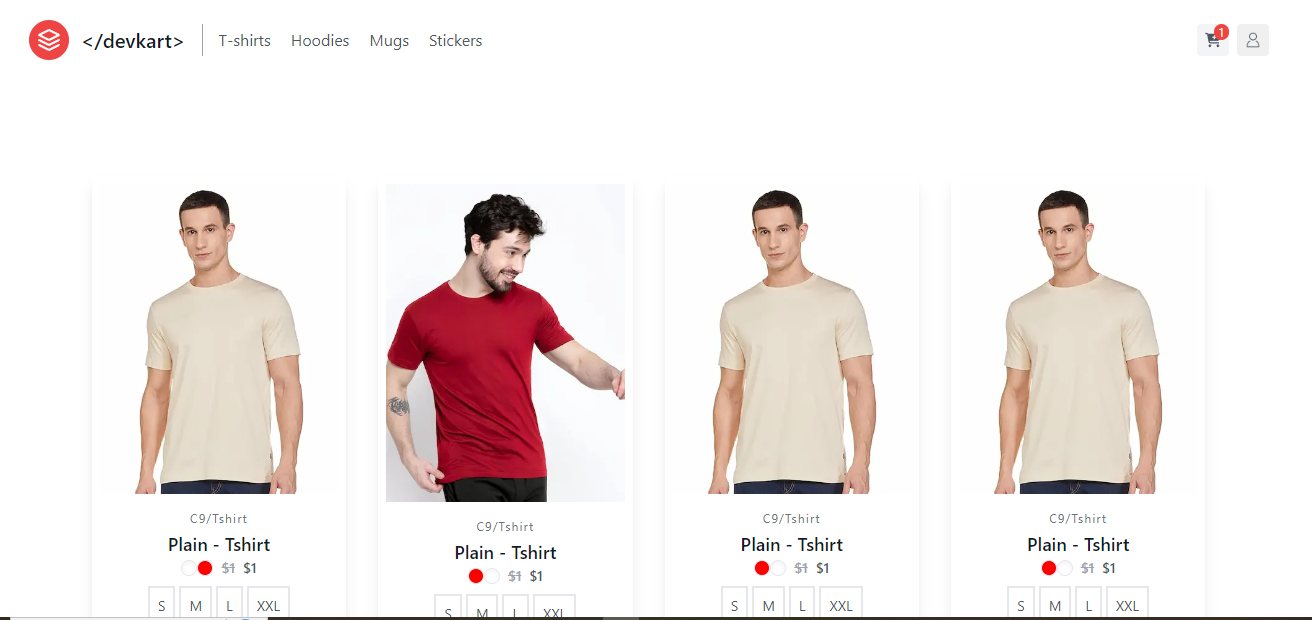 </devkart> T-shirts Hoodies Mugs Stickers 1
C9/Tshirt
Plain - Tshirt
$1 $1
S M L XXL
C9/Tshirt
Plain - Tshirt
$1 $1
S M L XXL
C9/Tshirt
Plain - Tshirt
$1 $1
S M L XXL
C9/Tshirt
Plain - Tshirt
$1 $1
S M L XXL